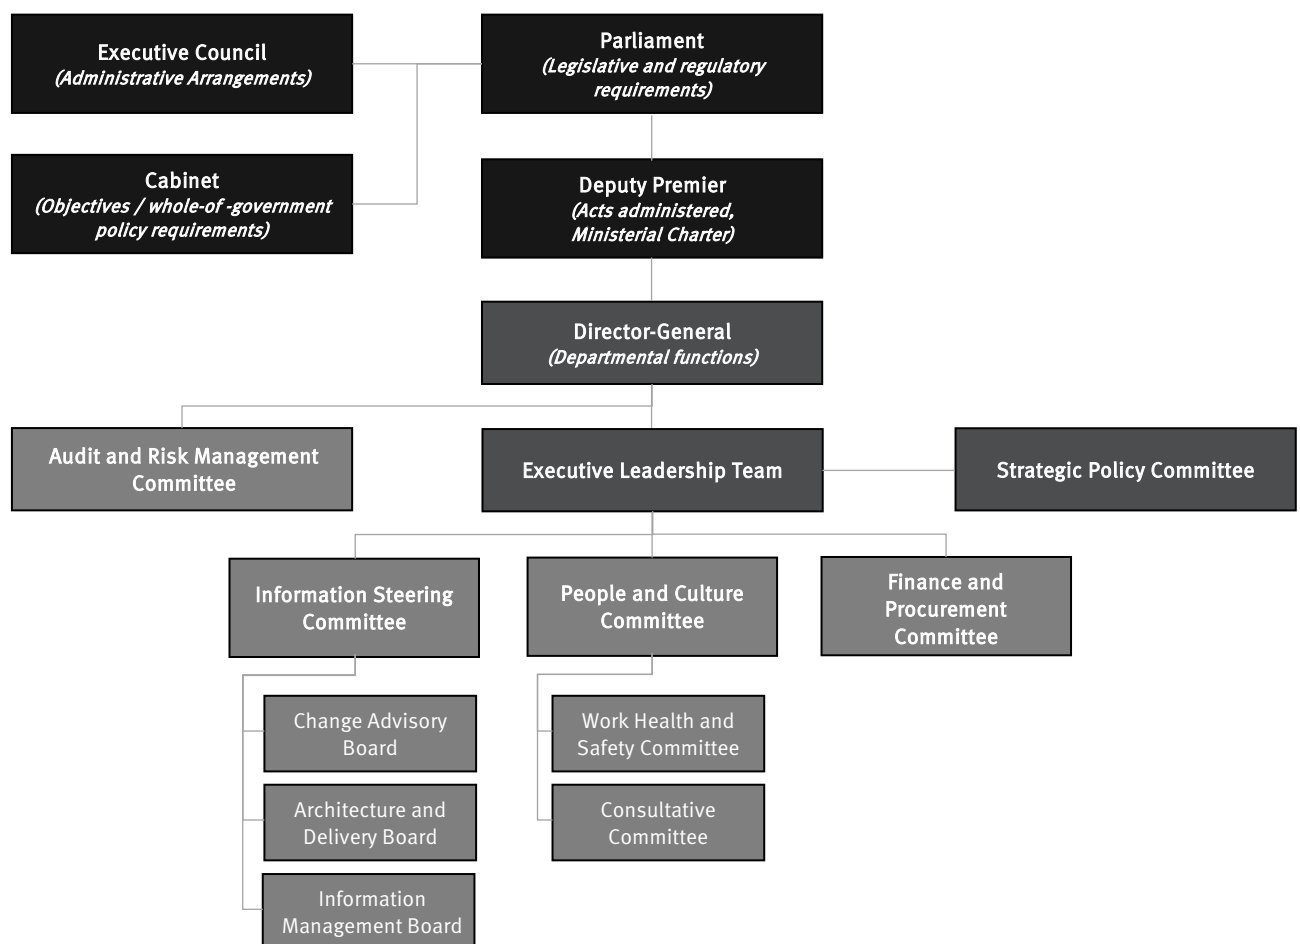 Executive Council
(Administrative Arrangements)
Parliament
(Legislative and regulatory
requirements)
Cabinet
(Objectives / whole-of -government
policy requirements)
Deputy Premier
(Acts administered,
Ministerial Charter)
Director-General
(Departmental functions)
Audit and Risk Management
Committee
Executive Leadership Team
Strategic Policy Committee
Information Steering
Committee
People and Culture
Committee
Finance and
Procurement
Committee
Change Advisory
Board
Architecture and
Delivery Board
Information
Management Board
Work Health and
Safety Committee
Consultative
Committee